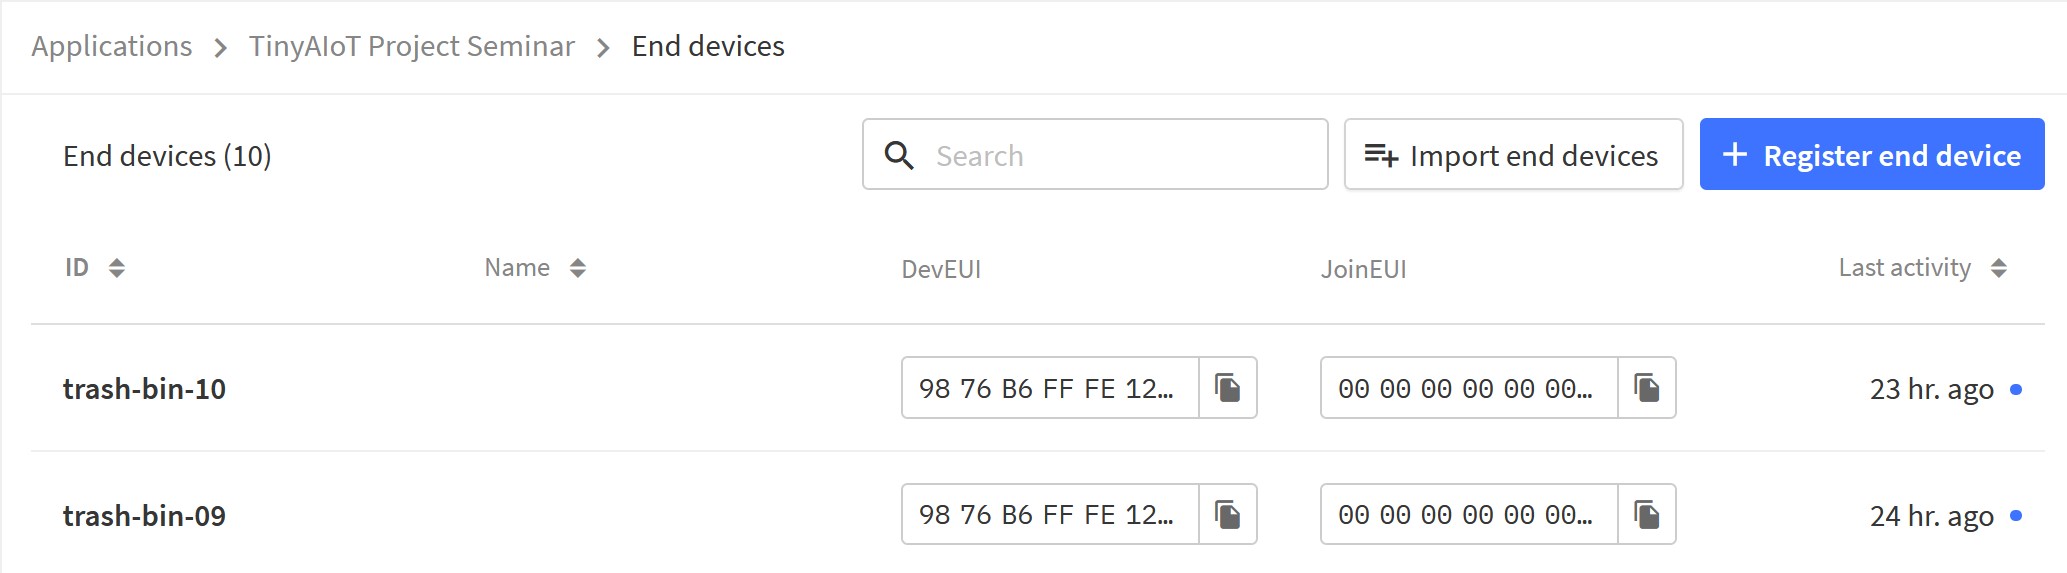 Applications > TinyAIoT Project Seminar > End devices
End devices (10)
Search
Import end devices
+ Register end device
ID Name DevEUI JoinEUI Last activity
trash-bin-10 98 76 B6 FF FE 12… 00 00 00 00 00 00… 23 hr. ago
trash-bin-09 98 76 B6 FF FE 12… 00 00 00 00 00 00… 24 hr. ago